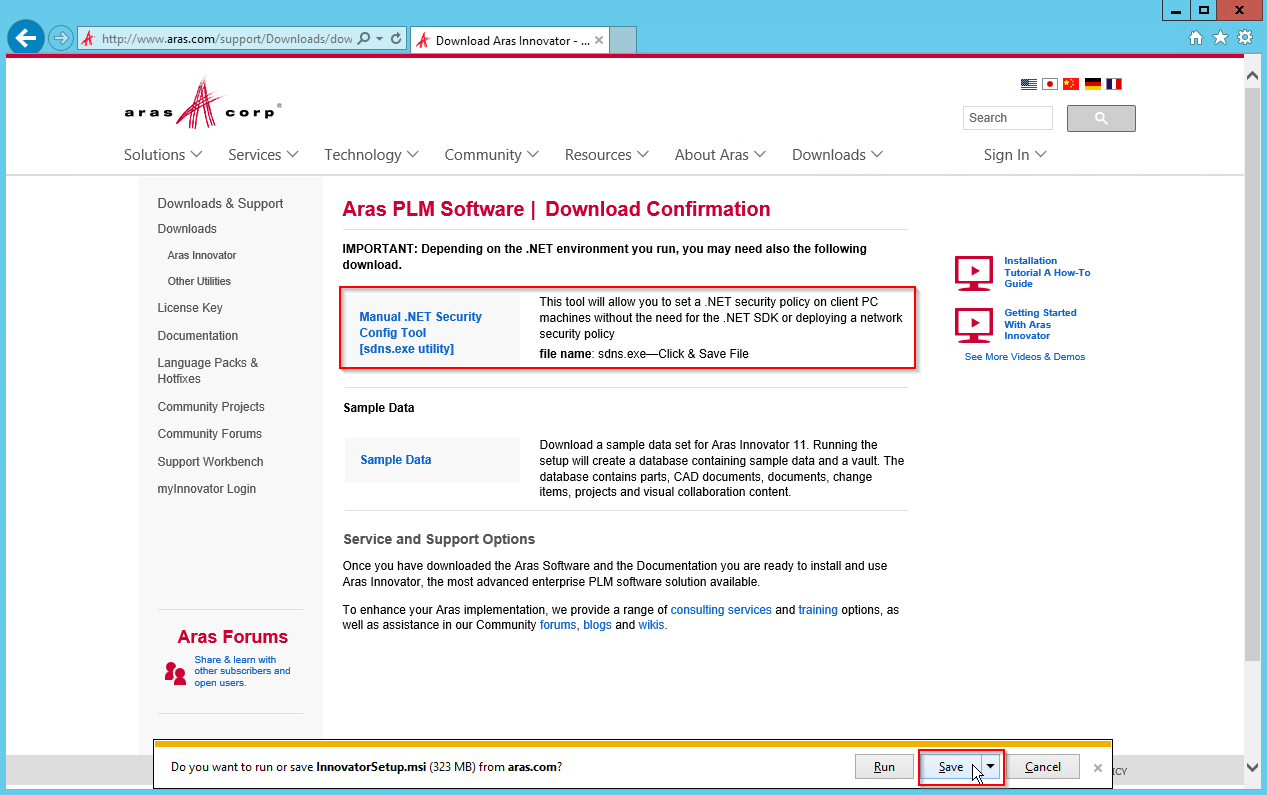 http://www.aras.com/support/Downloads/dow
Download Aras Innovator - ...
aras corp
Search
Solutions
Services
Technology
Community
Resources
About Aras
Downloads
Sign In
Downloads & Support
Downloads
Aras Innovator
Other Utilities
License Key
Documentation
Language Packs &
Hotfixes
Community Projects
Community Forums
Support Workbench
myInnovator Login
Aras Forums
Share & learn with
other subscribers and
open users.
Aras PLM Software | Download Confirmation
IMPORTANT: Depending on the .NET environment you run, you may need also the following
download.
Manual .NET Security
Config Tool
[sdns.exe utility]
This tool will allow you to set a .NET security policy on client PC
machines without the need for the .NET SDK or deploying a network
security policy
file name: sdns.exe—Click & Save File
Sample Data
Sample Data
Download a sample data set for Aras Innovator 11. Running the
setup will create a database containing sample data and a vault. The
database contains parts, CAD documents, documents, change
items, projects and visual collaboration content.
Service and Support Options
Once you have downloaded the Aras Software and the Documentation you are ready to install and use
Aras Innovator, the most advanced enterprise PLM software solution available.
To enhance your Aras implementation, we provide a range of consulting services and training options, as
well as assistance in our Community forums, blogs and wikis.
Installation
Tutorial A How-To
Guide
Getting Started
With Aras
Innovator
See More Videos & Demos
Do you want to run or save InnovatorSetup.msi (323 MB) from aras.com?
Run
Save
Cancel